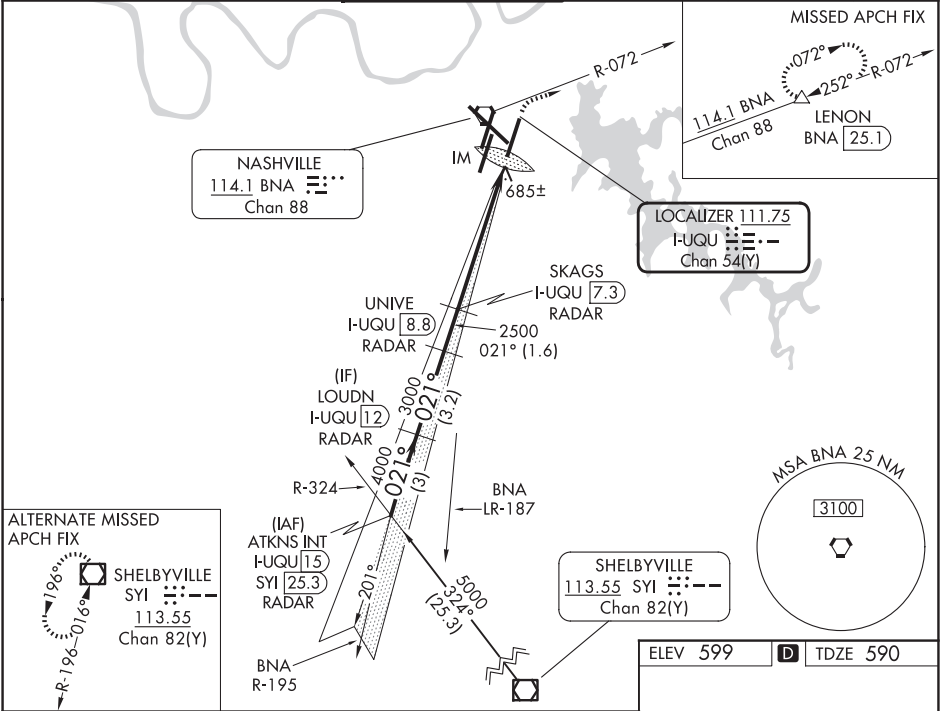 MISSED APCH FIX
072°
252°
R-072
114.1 BNA
Chan 88
LENON
BNA 25.1
R-072
NASHVILLE
114.1 BNA
Chan 88
IM
685±
LOCALIZER 111.75
I-UQU
Chan 54(Y)
SKAGS
I-UQU 7.3
RADAR
UNIVE
I-UQU 8.8
RADAR
2500
021° (1.6)
(IF)
LOUDN
I-UQU 12
RADAR
3000
021°
(3.2)
4000
021°
(3)
R-324
BNA
LR-187
(IAF)
ATKNS INT
I-UQU 15
SYI 25.3
RADAR
201°
BNA
R-195
5000
324°
(25.3)
MSA BNA 25 NM
3100
ALTERNATE MISSED
APCH FIX
196°
SHELBYVILLE
SYI
113.55
Chan 82(Y)
R-196
016°
SHELBYVILLE
113.55 SYI
Chan 82(Y)
ELEV 599 D TDZE 590